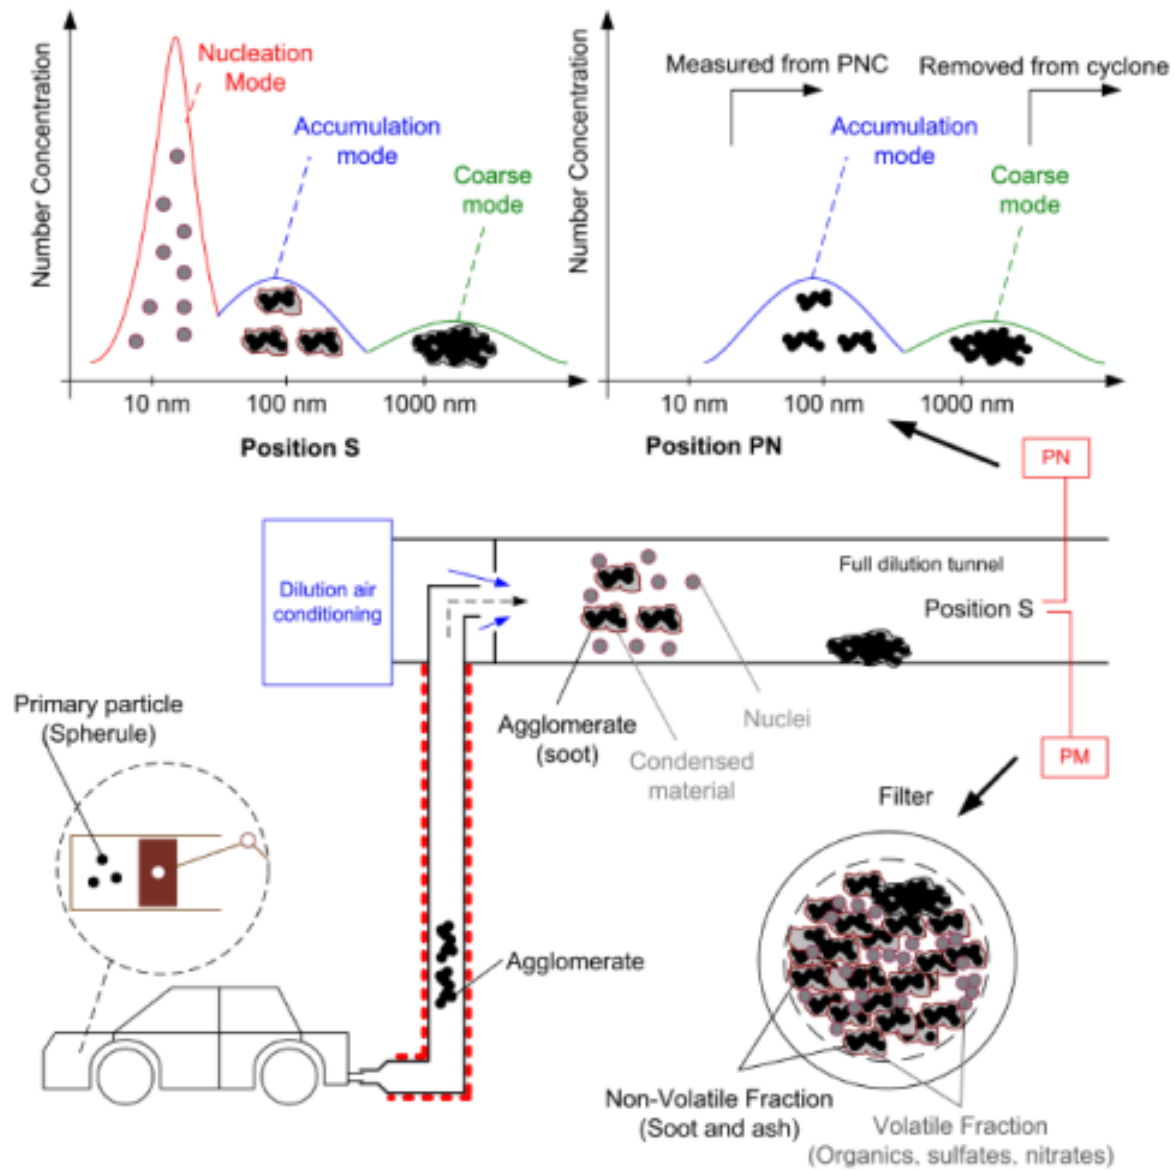 Number Concentration
Nucleation
Mode
Accumulation
mode
Coarse
mode
10 nm
100 nm
1000 nm
Position S
Number Concentration
Measured from PNC
Removed from cyclone
Accumulation
mode
Coarse
mode
10 nm
100 nm
1000 nm
Position PN
PN
Dilution air
conditioning
Full dilution tunnel
Position S
Nuclei
Agglomerate
(soot)
Condensed
material
Primary particle
(Spherule)
PM
Filter
Agglomerate
Non-Volatile Fraction
(Soot and ash)
Volatile Fraction
(Organics, sulfates, nitrates)